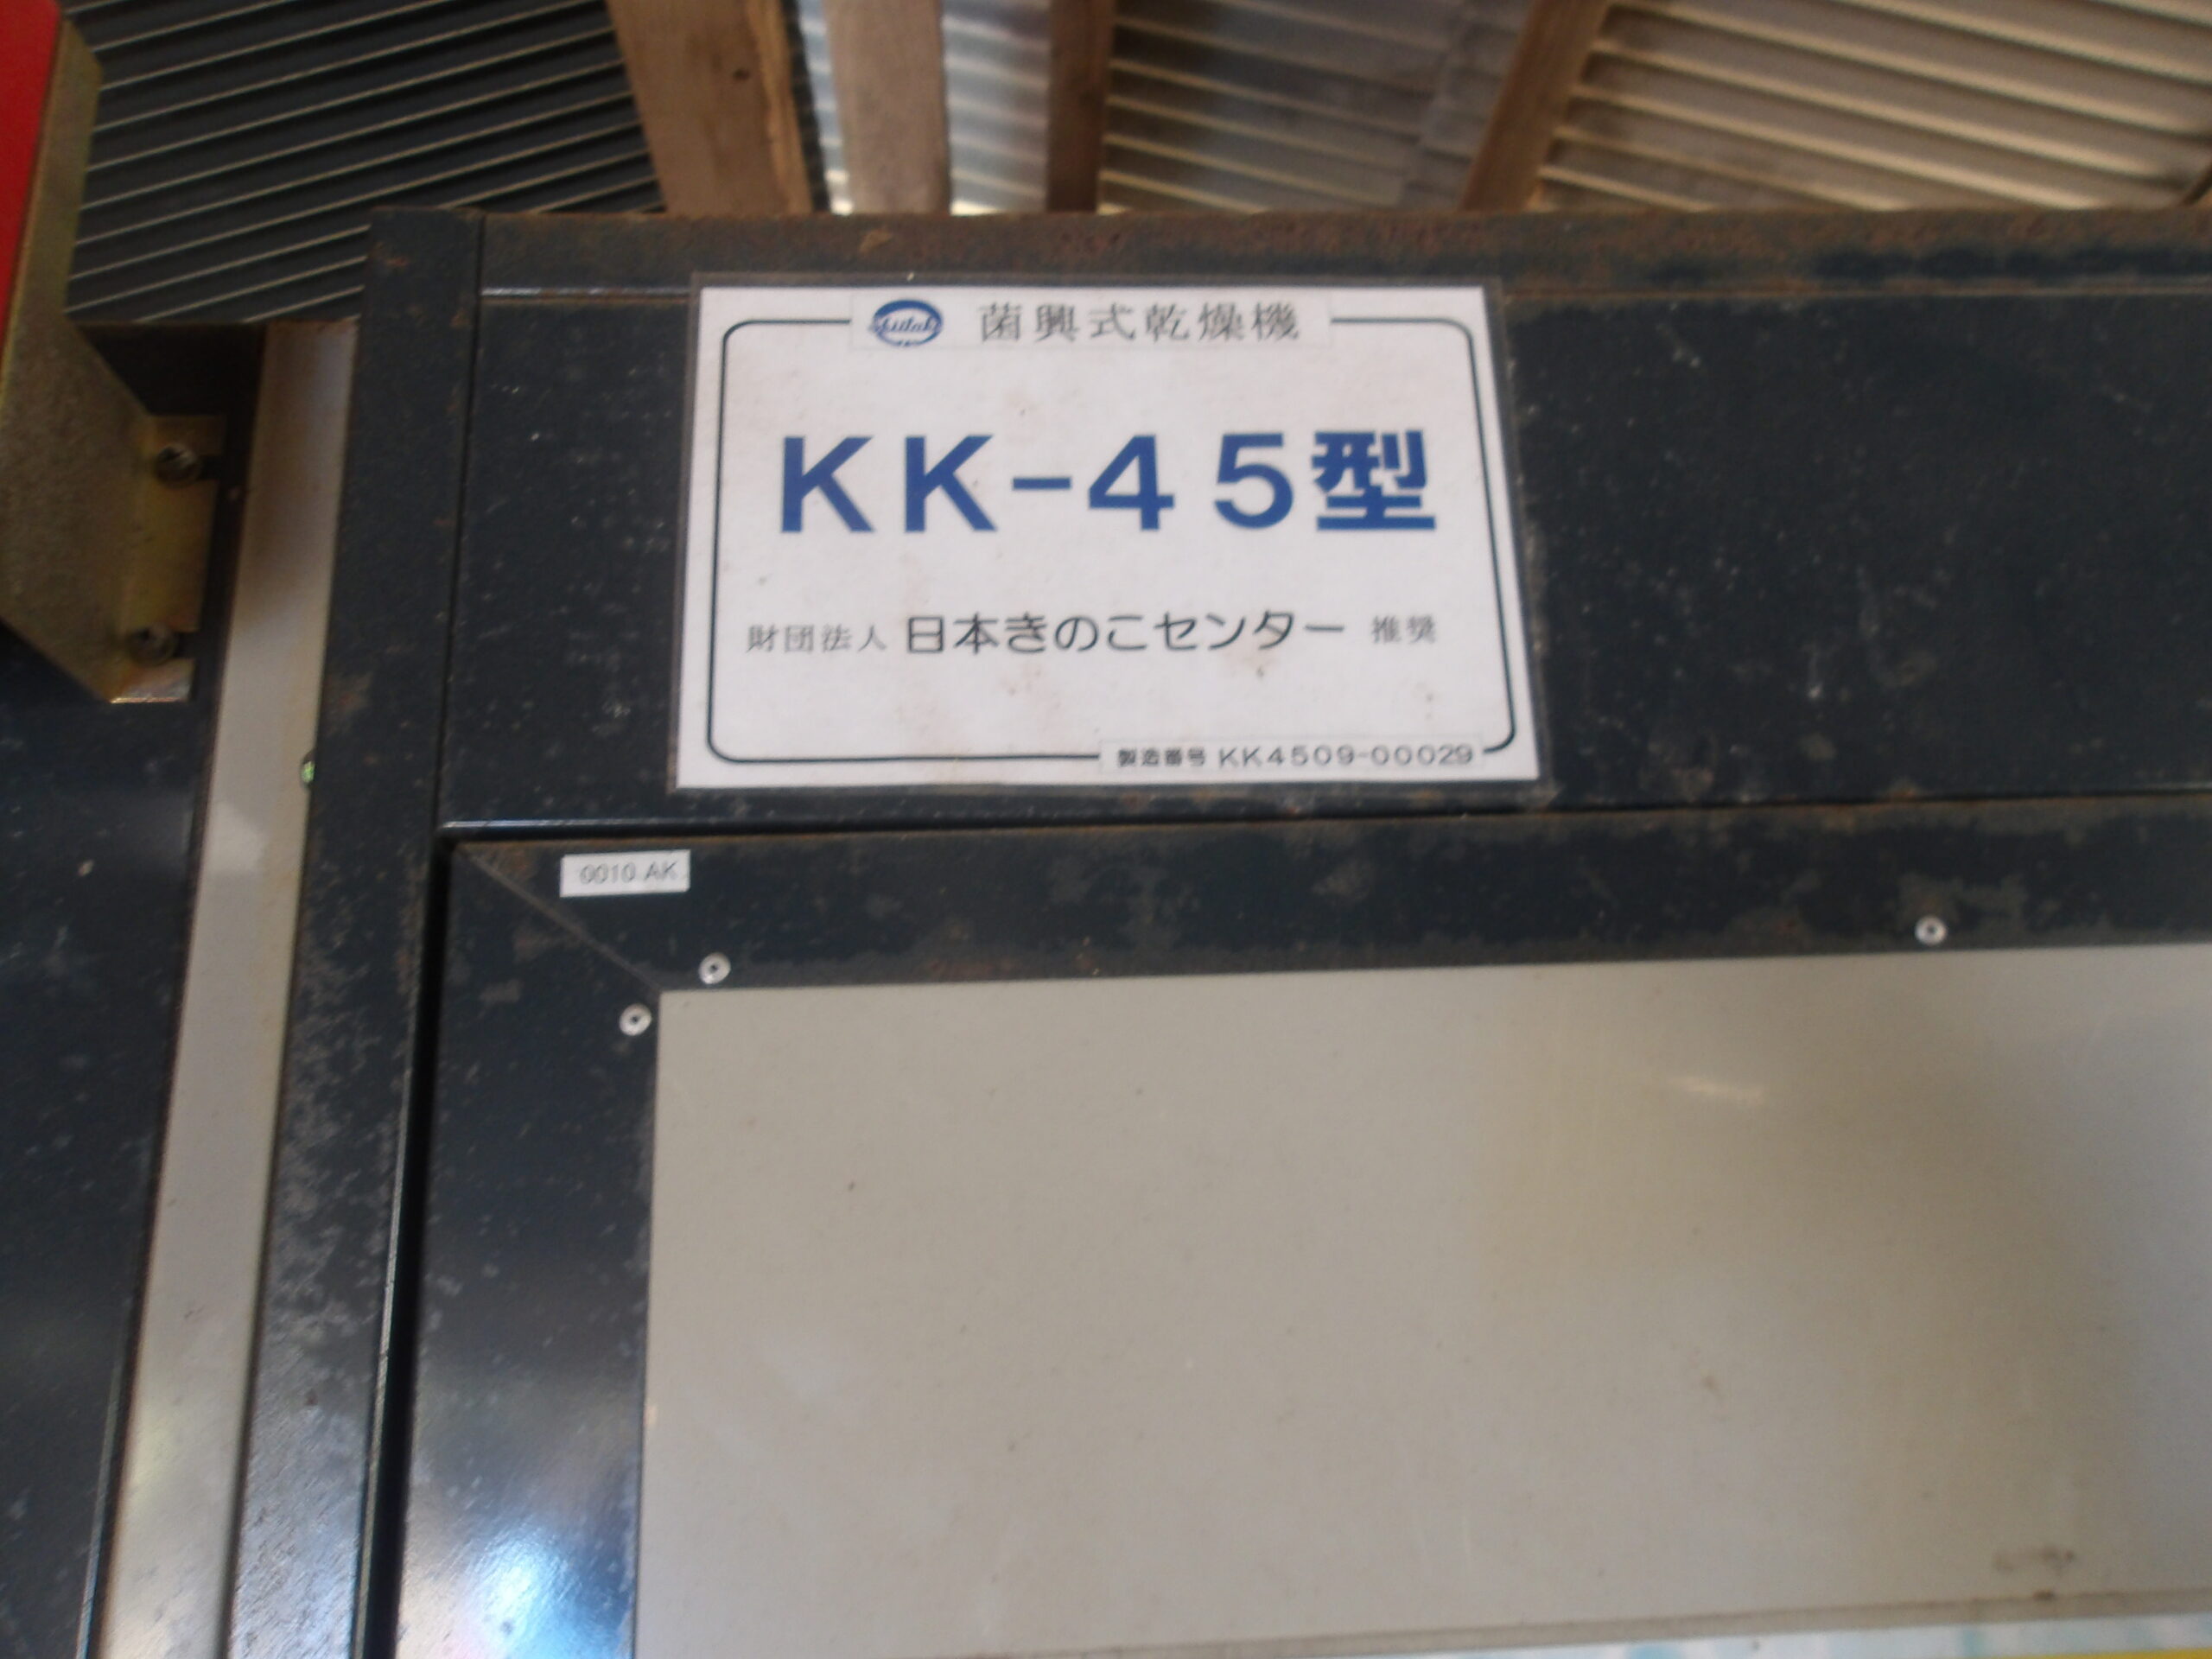 菌興式乾燥機
KK-45型
財団法人 日本きのこセンター 推奨
製造番号 KK4509-00029
0010 AK